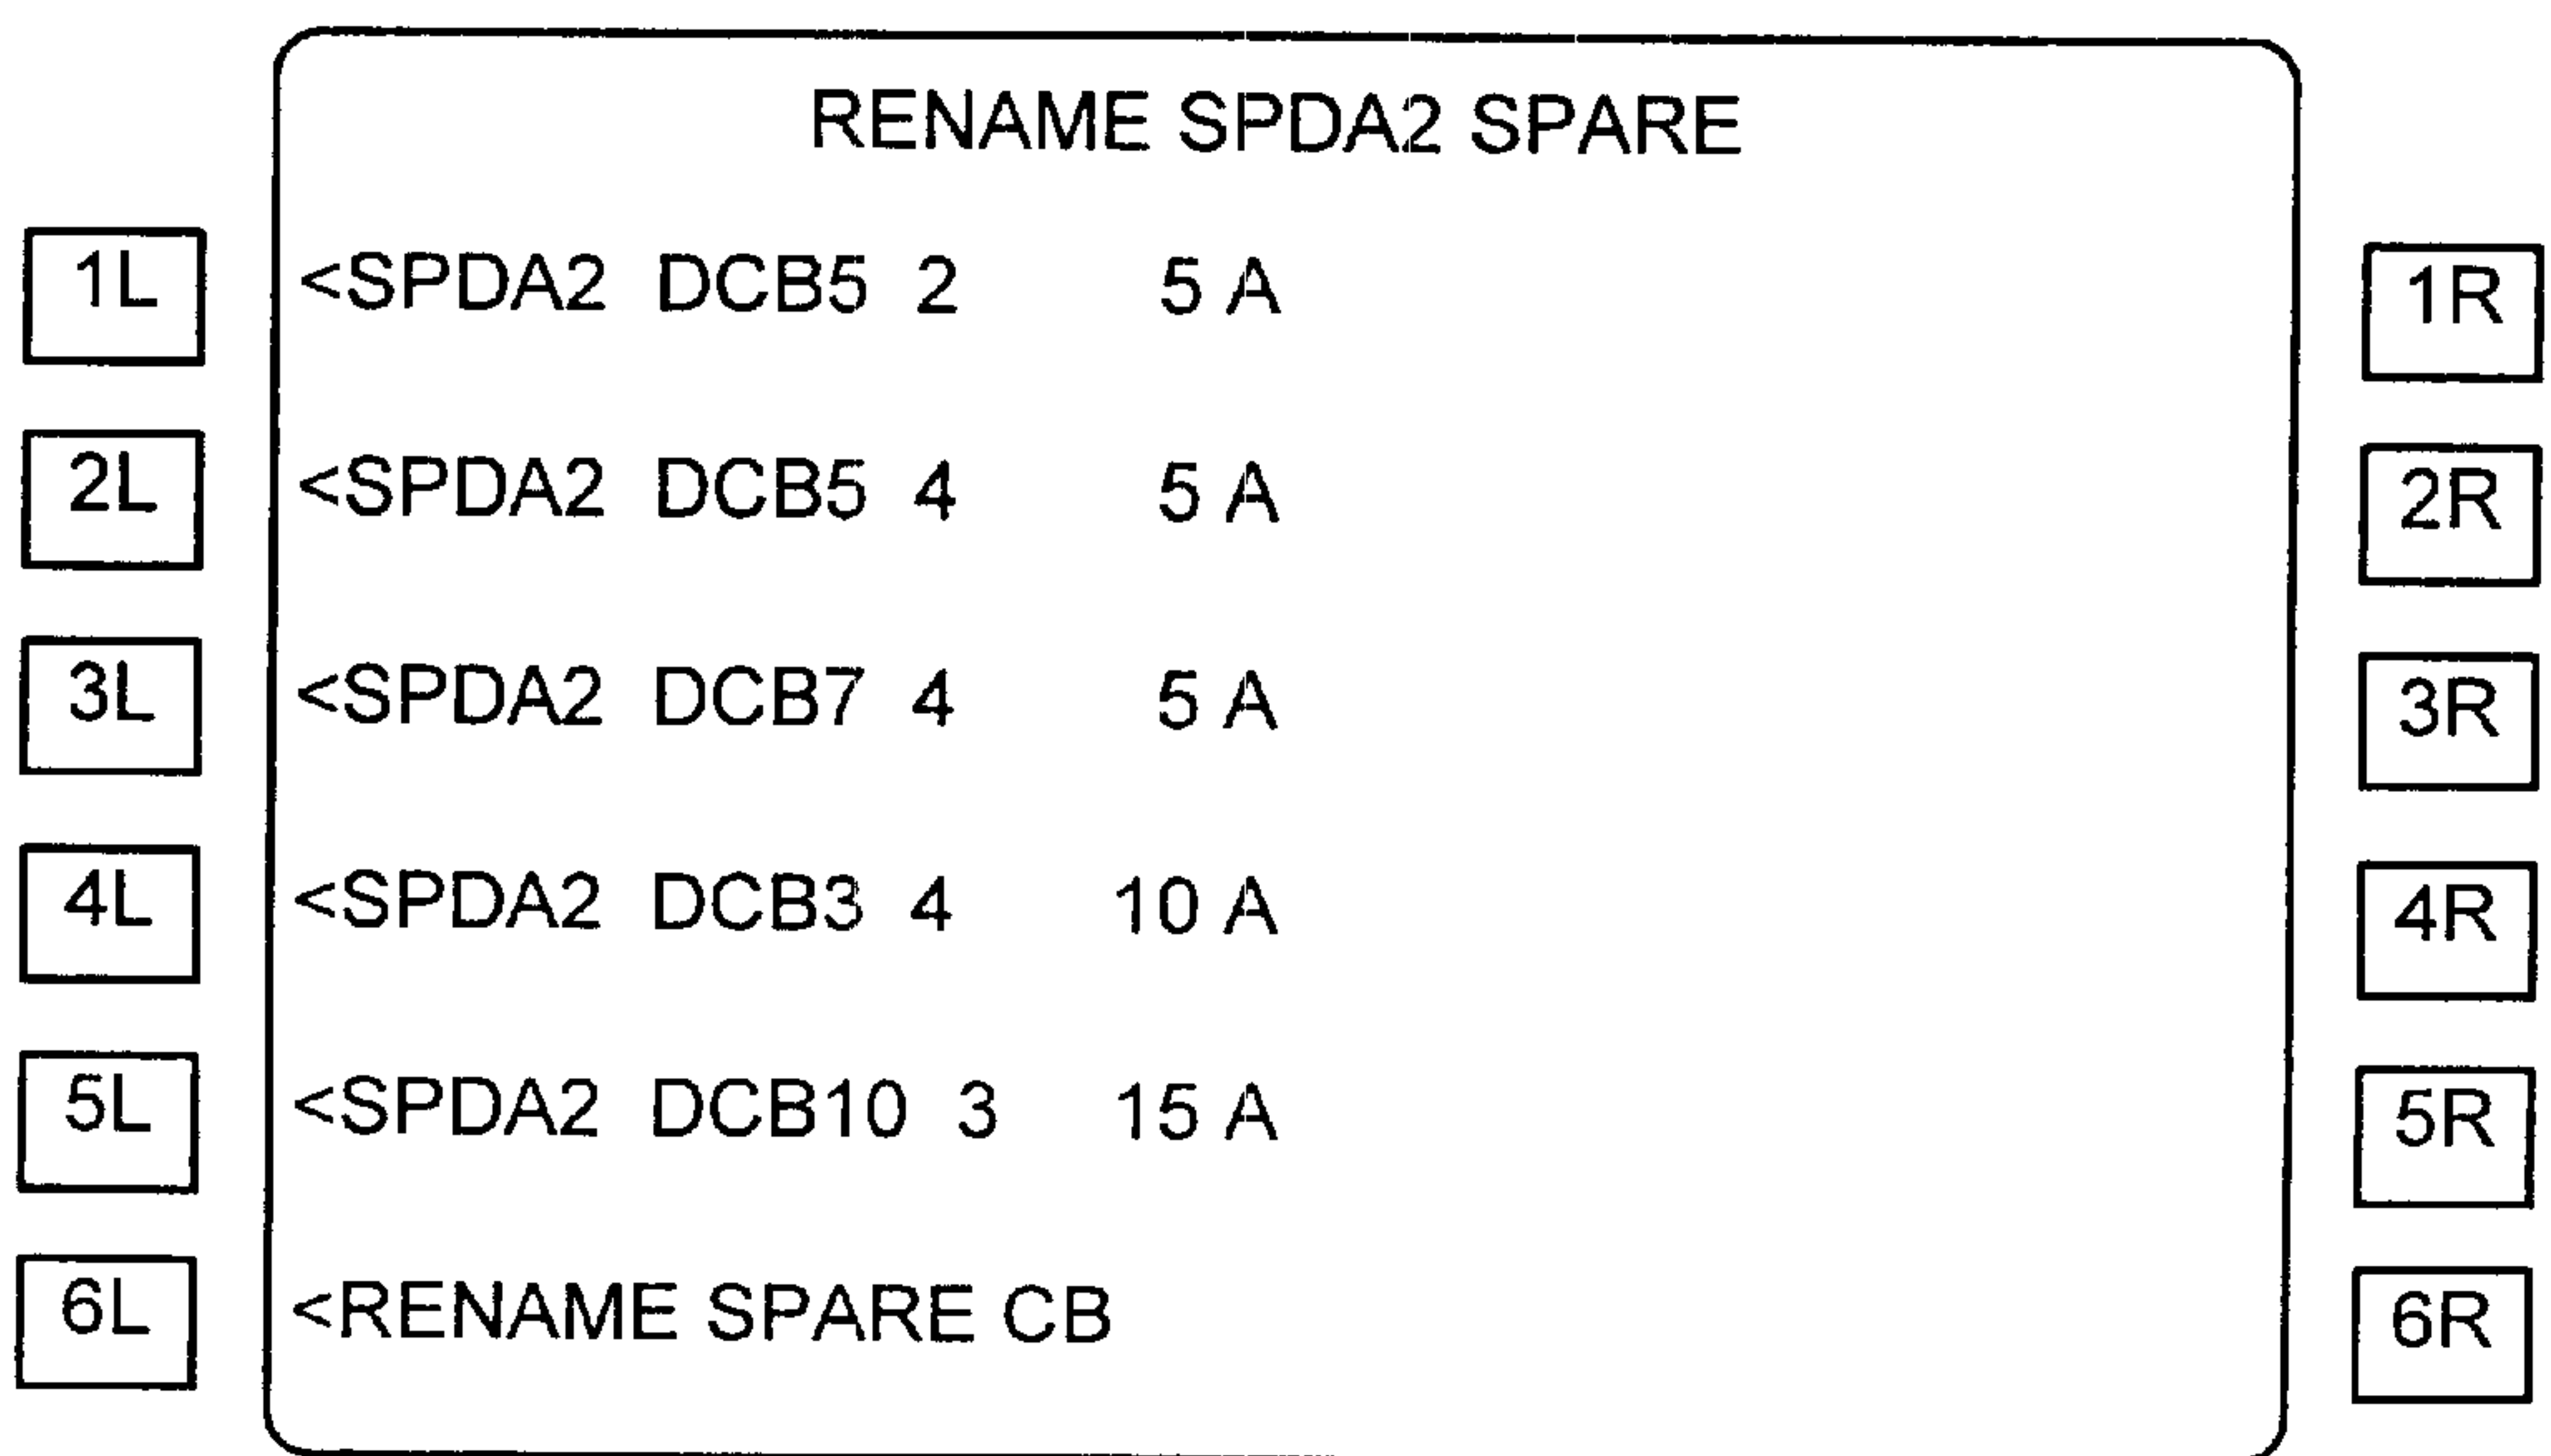 RENAME SPDA2 SPARE
1L <SPDA2 DCB5 2 5 A 1R
2L <SPDA2 DCB5 4 5 A 2R
3L <SPDA2 DCB7 4 5 A 3R
4L <SPDA2 DCB3 4 10 A 4R
5L <SPDA2 DCB10 3 15 A 5R
6L <RENAME SPARE CB 6R